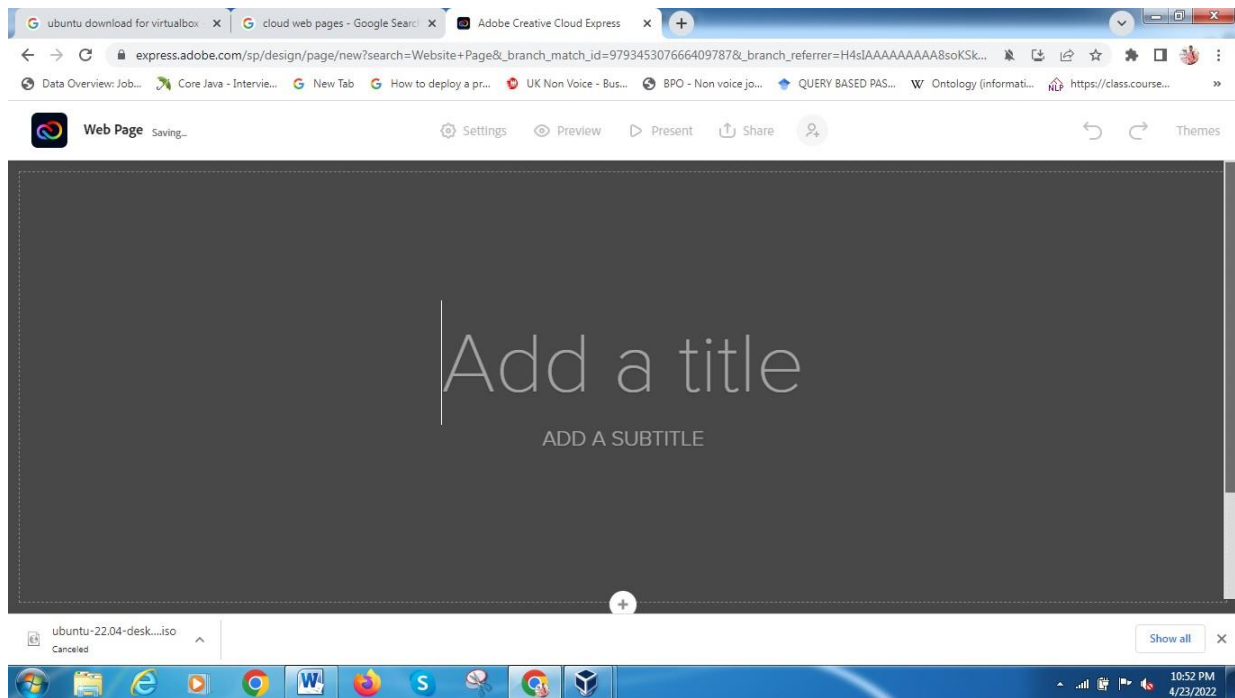 ubuntu download for virtualbox - cloud web pages - Google Searc Adobe Creative Cloud Express
express.adobe.com/sp/design/page/new?search=Website+Page&_branch_match_id=979345307666409787&_branch_referrer=H4sIAAAAAAAAA8soKSk...
Data Overview: Job... Core Java - Intervie... New Tab How to deploy a pr... UK Non Voice - Bus... BPO - Non voice jo... QUERY BASED PAS... W Ontology (informati... NLP https://class.course... »
Web Page Saving... Settings Preview Present Share Themes
Add a title
ADD A SUBTITLE
ubuntu-22.04-desk....iso
Canceled
Show all
10:52 PM
4/23/2022